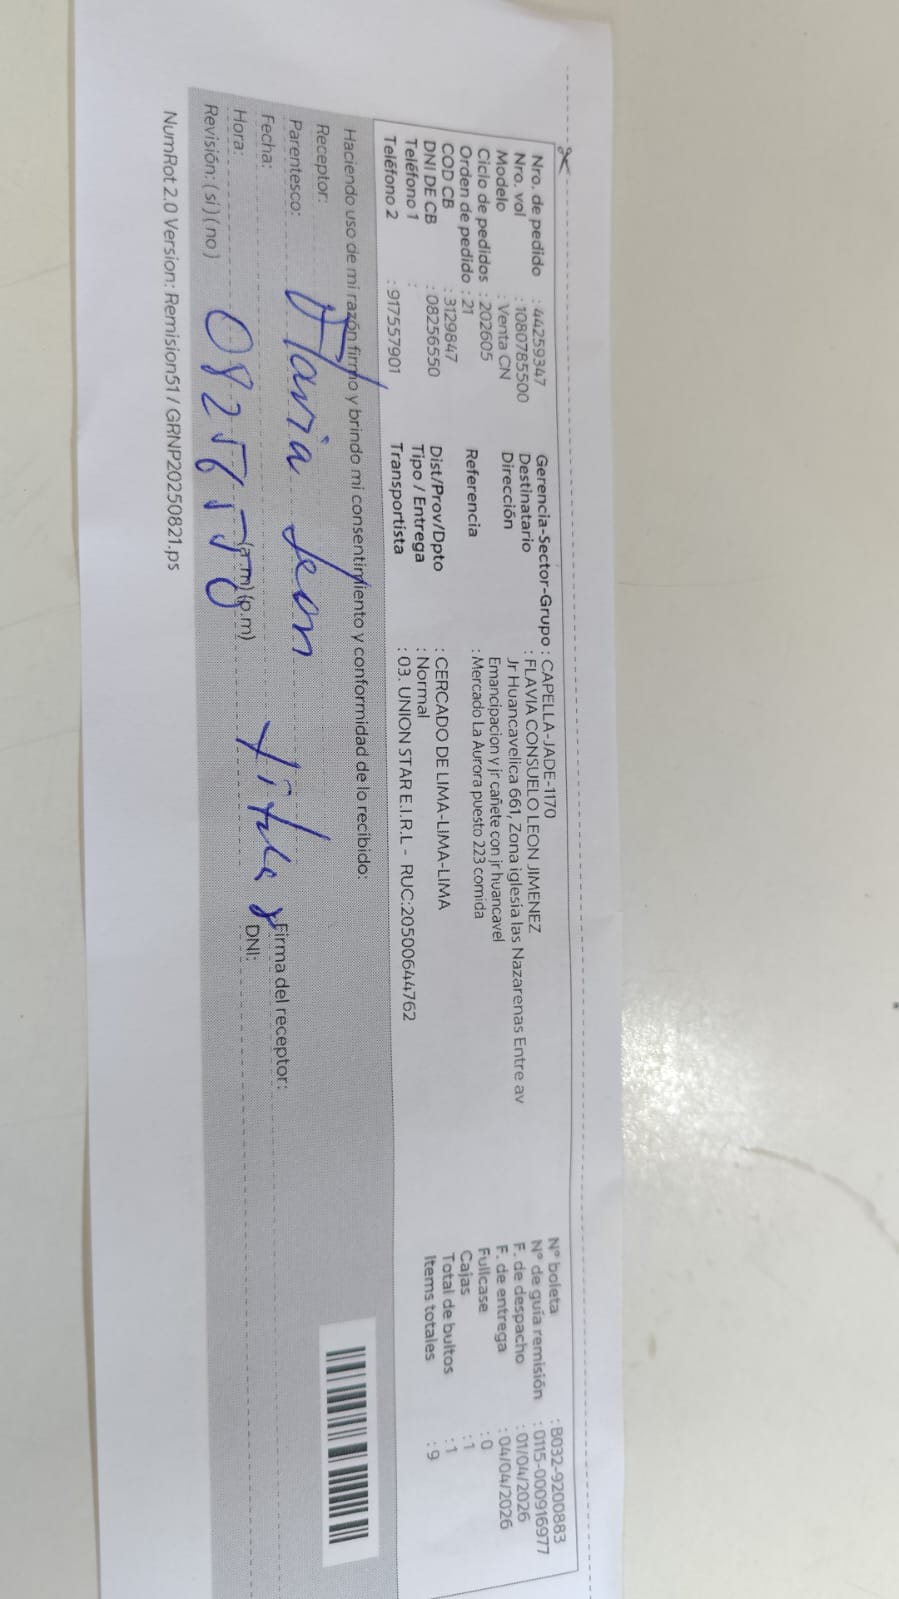 Nro. de pedido : 44259347
Nro. vol : 1080785500
Modelo : Venta CN
Ciclo de pedidos : 202605
Orden de pedido : 21
COD CB : 3129847
DNI DE CB : 08256550
Teléfono 1 :
Teléfono 2 : 917557901
Gerencia-Sector-Grupo : CAPELLA-JADE-1170
Destinatario : FLAVIA CONSUELO LEON JIMENEZ
Dirección Jr Huancavelica 661, Zona iglesia las Nazarenas Entre av
Emancipacion y jr cañete con jr huancavel
Referencia : Mercado La Aurora puesto 223 comida
Dist/Prov/Dpto : CERCADO DE LIMA-LIMA-LIMA
Tipo / Entrega : Normal
Transportista : 03. UNION STAR E.I.R.L - RUC:20500644762
N° boleta : B032-9200883
N° de guía remisión : 0115-000916977
F. de despacho : 01/04/2026
F. de entrega : 04/04/2026
Fullcase : 0
Cajas : 1
Total de bultos : 1
Items totales : 9
Haciendo uso de mi razón firmo y brindo mi consentimiento y conformidad de lo recibido:
Receptor:
Parentesco: Flavia Leon titular Firma del receptor:
Fecha: DNI:
Hora: (a.m) (p.m)
Revisión: (si) (no) 08256550
NumRot 2.0 Version: Remision51 / GRNP20250821.ps